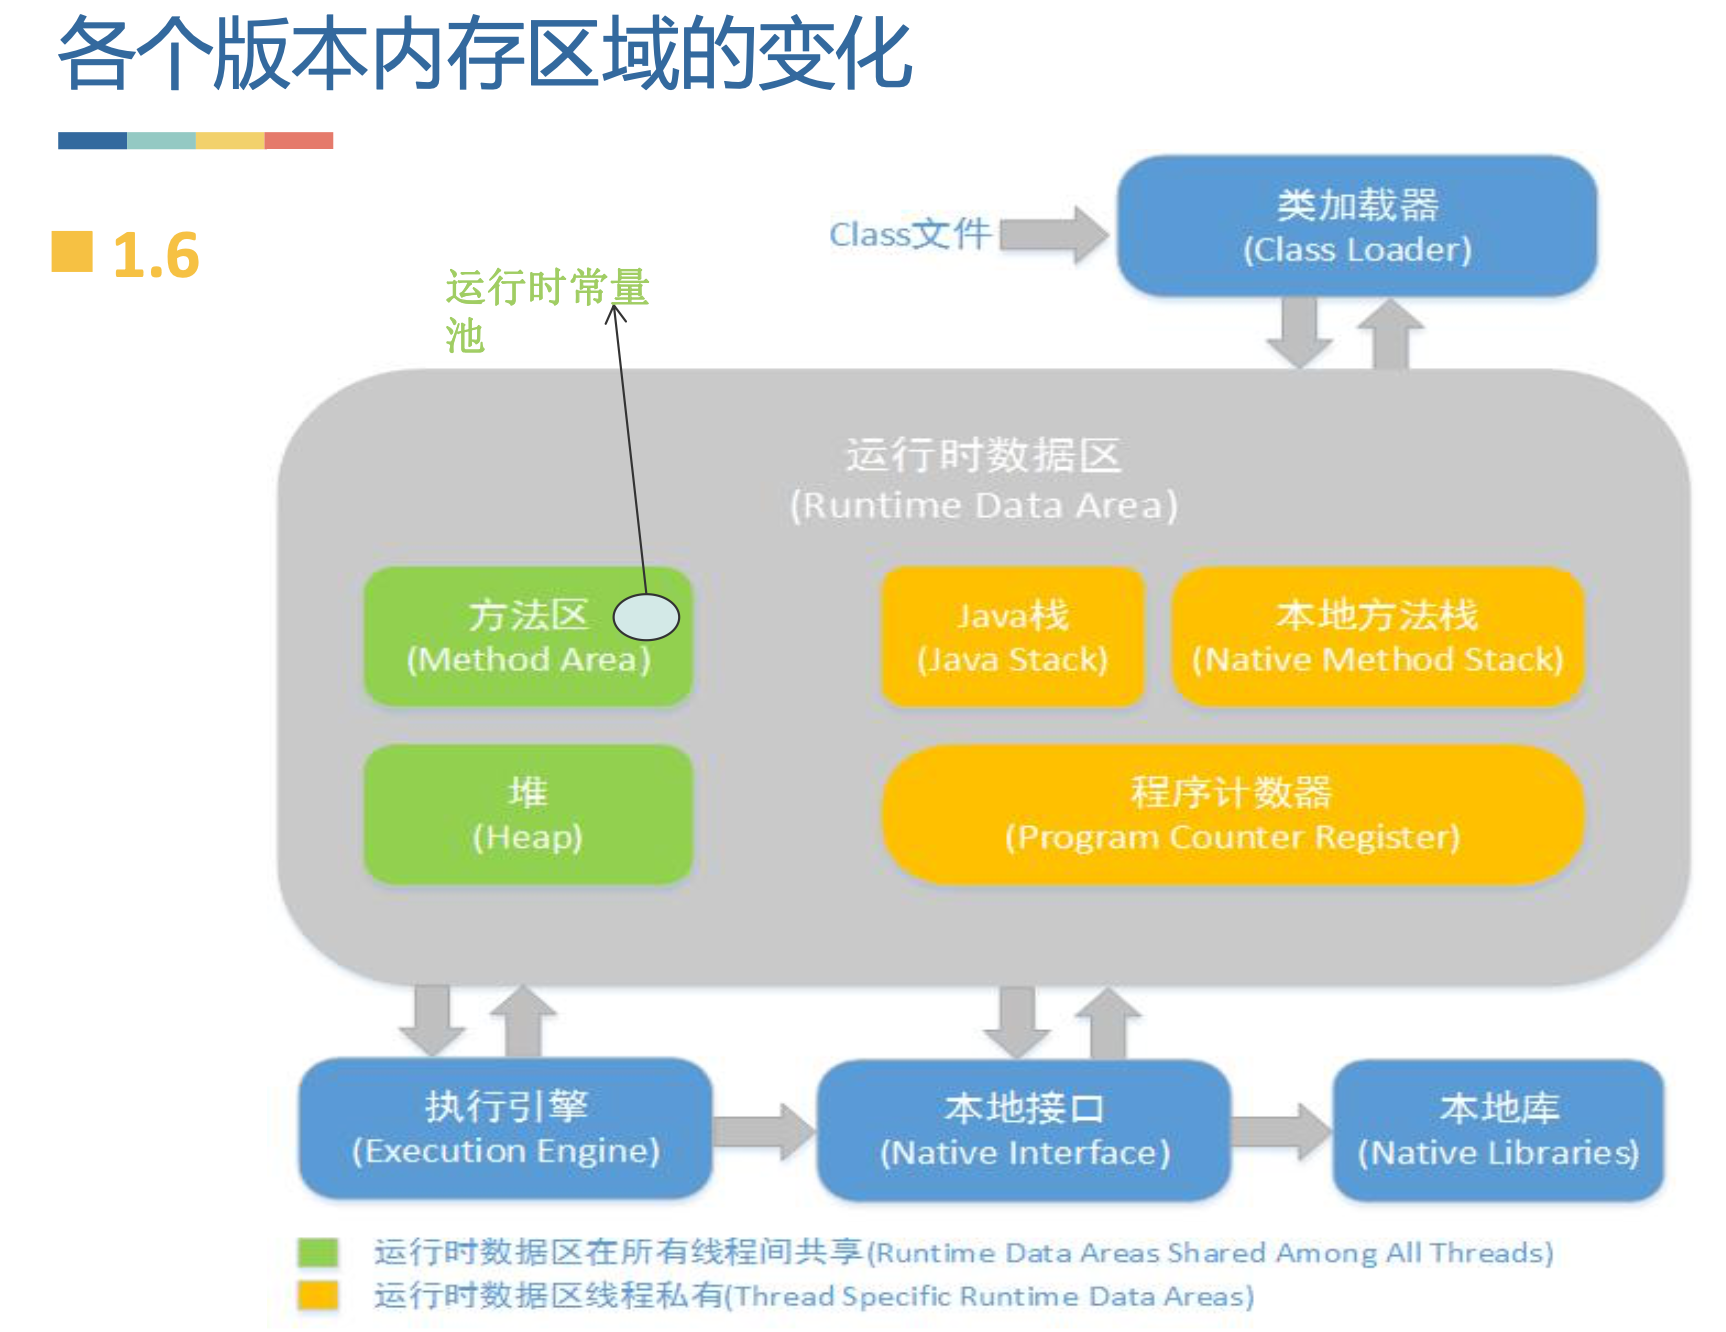 各个版本内存区域的变化
1.6
运行时常量
池
Class文件
类加载器
(Class Loader)
运行时数据区
(Runtime Data Area)
方法区
(Method Area)
Java栈
(Java Stack)
本地方法栈
(Native Method Stack)
堆
(Heap)
程序计数器
(Program Counter Register)
执行引擎
(Execution Engine)
本地接口
(Native Interface)
本地库
(Native Libraries)
运行时数据区在所有线程间共享(Runtime Data Areas Shared Among All Threads)
运行时数据区线程私有(Thread Specific Runtime Data Areas)